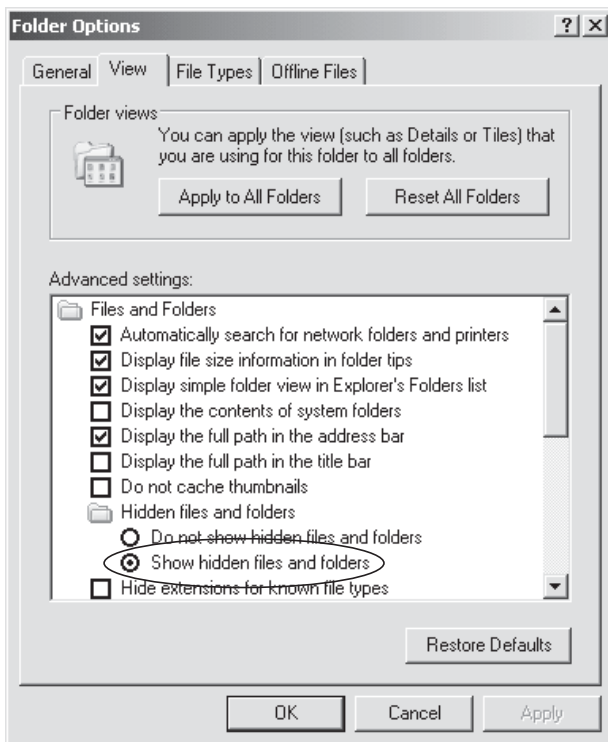 Folder Options
General View File Types Offline Files
Folder views
You can apply the view (such as Details or Tiles) that
you are using for this folder to all folders.
Apply to All Folders Reset All Folders
Advanced settings:
Files and Folders
Automatically search for network folders and printers
Display file size information in folder tips
Display simple folder view in Explorer's Folders list
Display the contents of system folders
Display the full path in the address bar
Display the full path in the title bar
Do not cache thumbnails
Hidden files and folders
Do not show hidden files and folders
Show hidden files and folders
Hide extensions for known file types
Restore Defaults
OK Cancel Apply